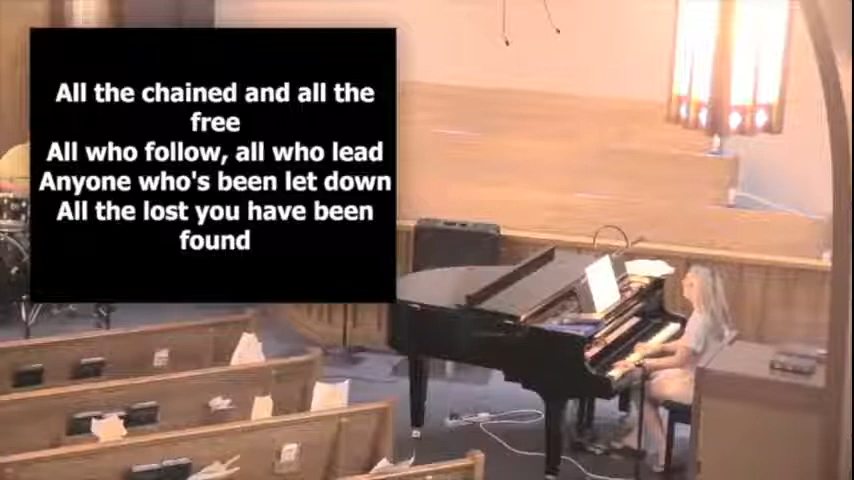 All the chained and all the
free
All who follow, all who lead
Anyone who's been let down
All the lost you have been
found